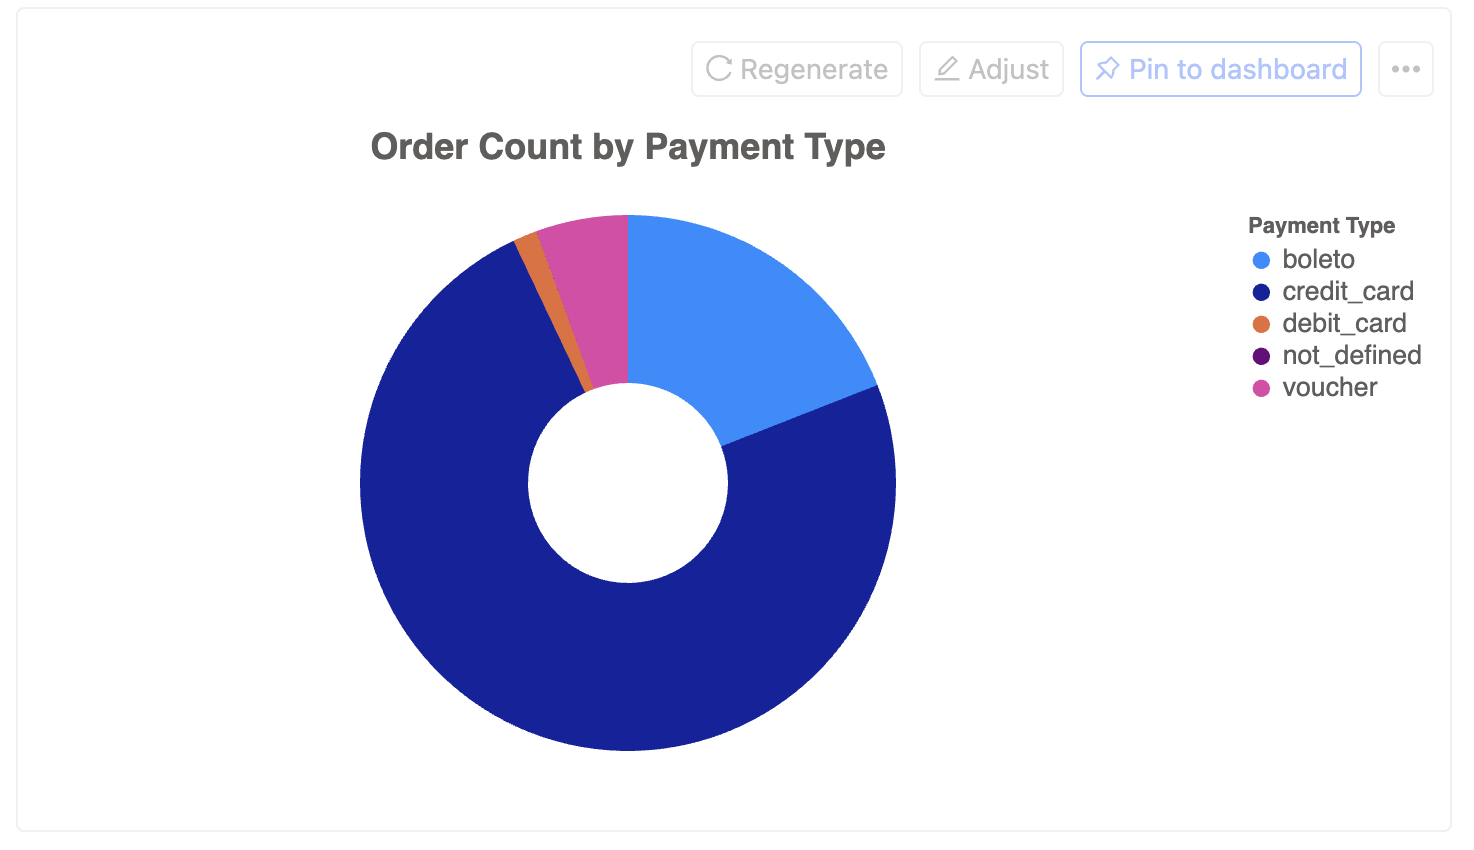 Regenerate
Adjust
Pin to dashboard
Order Count by Payment Type
Payment Type
boleto
credit_card
debit_card
not_defined
voucher